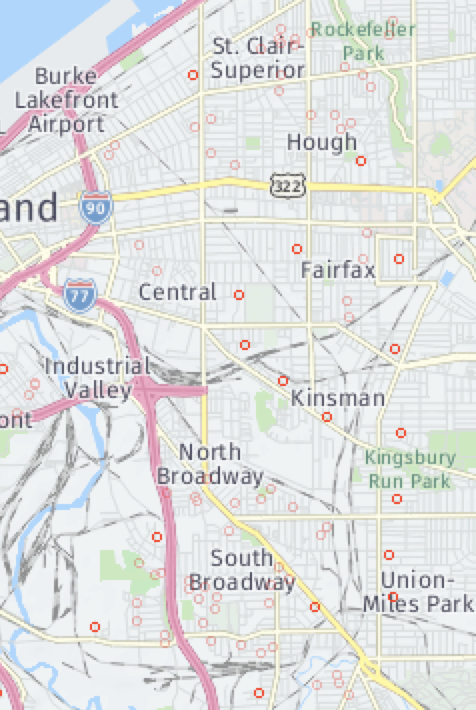 Rockefeller
Park
St. Clair-
Superior
Burke
Lakefront
Airport
L
Hough
322
and
90
Fairfax
77
Central
Industrial
Valley
Kinsman
ont
North
Broadway
Kingsbury
Run Park
South
Broadway
Union-
Miles Park